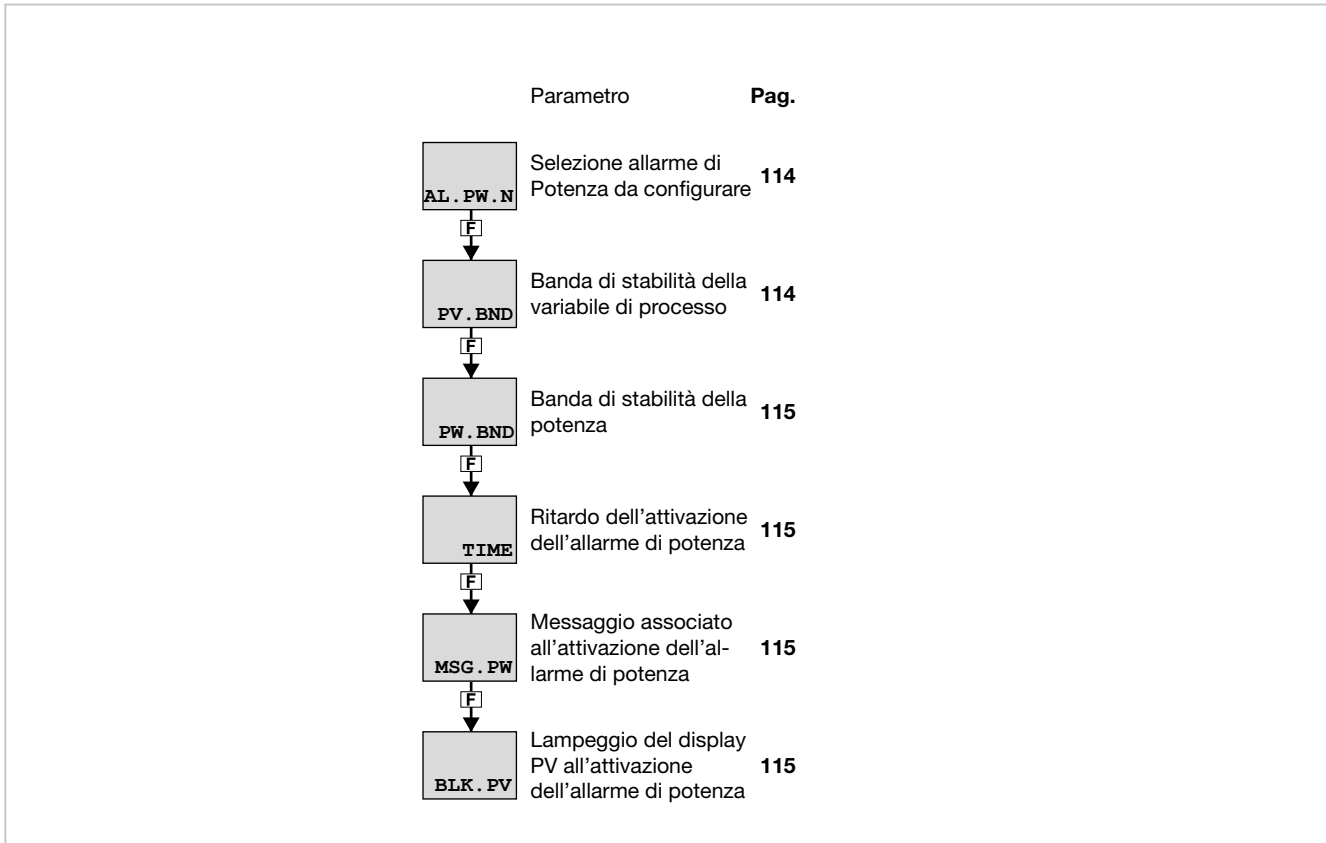 Parametro Pag.
AL.PW.N
Selezione allarme di
Potenza da configurare
114
F
PV.BND
Banda di stabilità della
variabile di processo
114
F
PW.BND
Banda di stabilità della
potenza
115
F
TIME
Ritardo dell’attivazione
dell’allarme di potenza
115
F
MSG.PW
Messaggio associato
all’attivazione dell’al-
larme di potenza
115
F
BLK.PV
Lampeggio del display
PV all’attivazione
dell’allarme di potenza
115